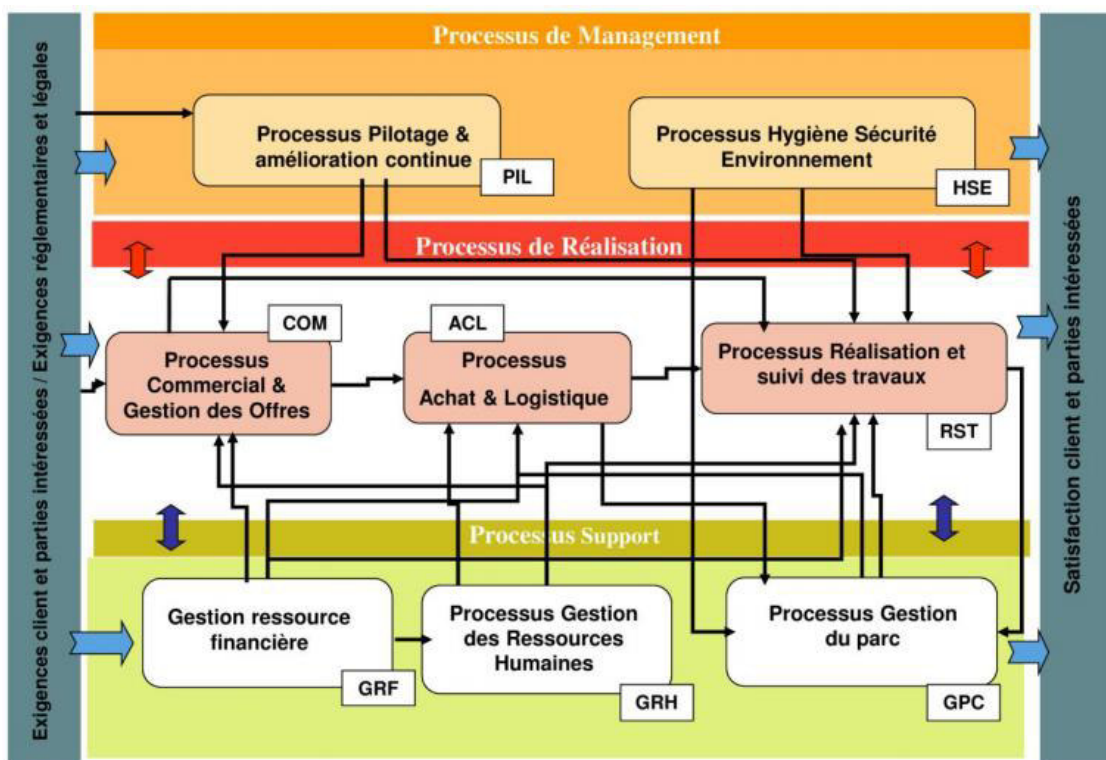 Exigences client et parties intéressées / Exigences réglementaires et légales
Processus de Management
Processus Pilotage &
amélioration continue
PIL
Processus Hygiène Sécurité
Environnement
HSE
Processus de Réalisation
COM
Processus
Commercial &
Gestion des Offres
ACL
Processus
Achat & Logistique
Processus Réalisation et
suivi des travaux
RST
Processus Support
Gestion ressource
financière
GRF
Processus Gestion
des Ressources
Humaines
GRH
Processus Gestion
du parc
GPC
Satisfaction client et parties intéressées